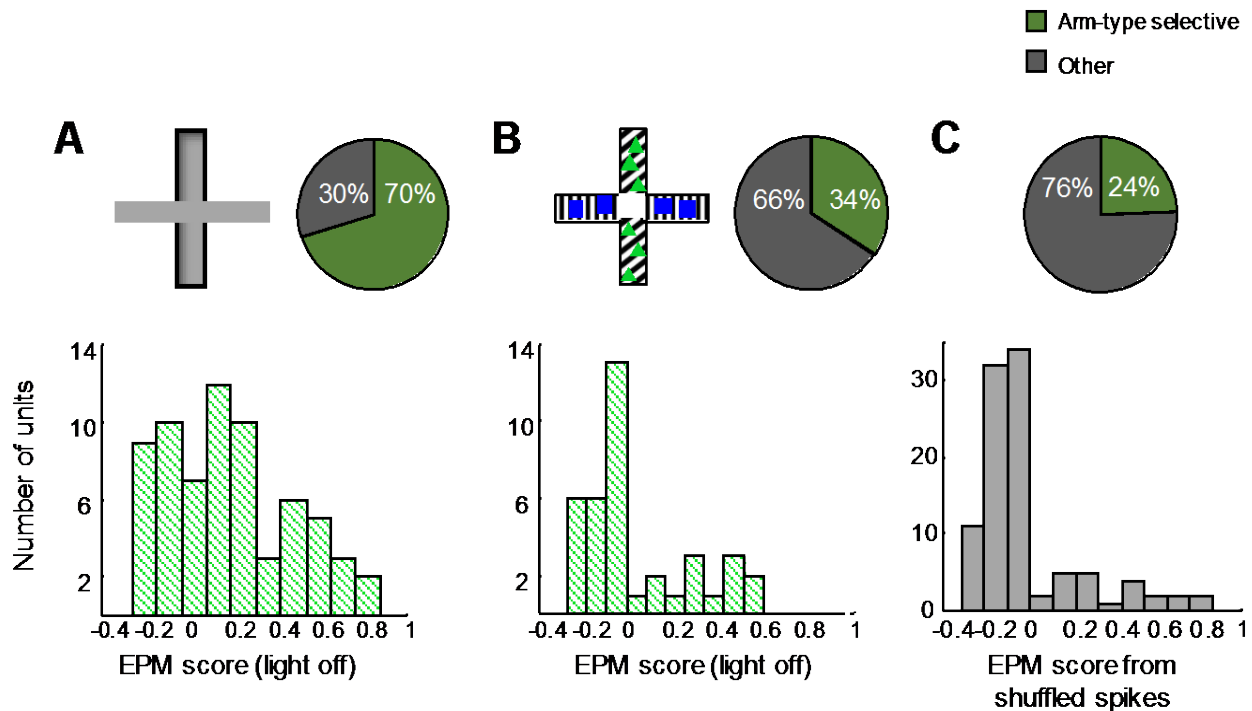 Arm-type selective
Other
A
B
C
30%
70%
66%
34%
76%
24%
Number of units
14
10
6
2
-0.4 -0.2 0 0.2 0.4 0.6 0.8 1
EPM score (light off)
14
10
6
2
-0.4 -0.2 0 0.2 0.4 0.6 0.8 1
EPM score (light off)
30
20
10
0
-0.4 -0.2 0 0.2 0.4 0.6 0.8 1
EPM score from
shuffled spikes